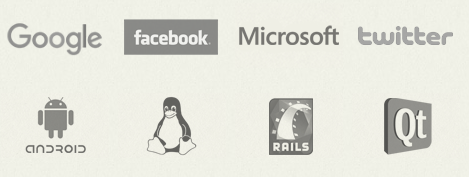 Google facebook Microsoft twitter
ANDROID RAILS Qt